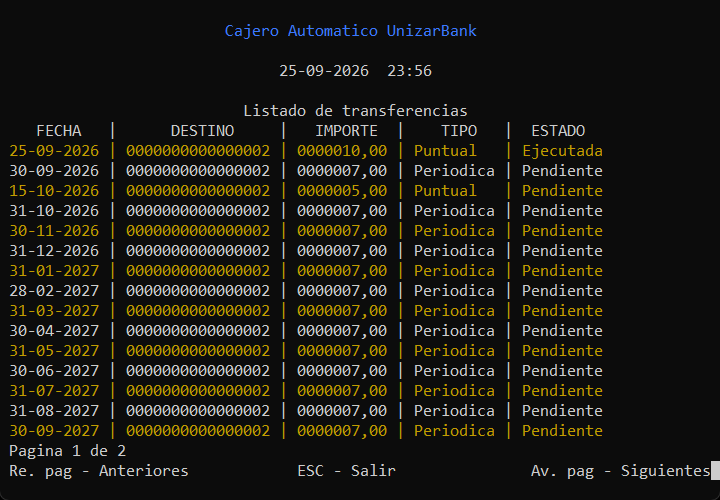 Cajero Automatico UnizarBank
25-09-2026  23:56
Listado de transferencias
FECHA | DESTINO | IMPORTE | TIPO | ESTADO
25-09-2026 | 0000000000000002 | 0000010,00 | Puntual | Ejecutada
30-09-2026 | 0000000000000002 | 0000007,00 | Periodica | Pendiente
15-10-2026 | 0000000000000002 | 0000005,00 | Puntual | Pendiente
31-10-2026 | 0000000000000002 | 0000007,00 | Periodica | Pendiente
30-11-2026 | 0000000000000002 | 0000007,00 | Periodica | Pendiente
31-12-2026 | 0000000000000002 | 0000007,00 | Periodica | Pendiente
31-01-2027 | 0000000000000002 | 0000007,00 | Periodica | Pendiente
28-02-2027 | 0000000000000002 | 0000007,00 | Periodica | Pendiente
31-03-2027 | 0000000000000002 | 0000007,00 | Periodica | Pendiente
30-04-2027 | 0000000000000002 | 0000007,00 | Periodica | Pendiente
31-05-2027 | 0000000000000002 | 0000007,00 | Periodica | Pendiente
30-06-2027 | 0000000000000002 | 0000007,00 | Periodica | Pendiente
31-07-2027 | 0000000000000002 | 0000007,00 | Periodica | Pendiente
31-08-2027 | 0000000000000002 | 0000007,00 | Periodica | Pendiente
30-09-2027 | 0000000000000002 | 0000007,00 | Periodica | Pendiente
Pagina 1 de 2
Re. pag - Anteriores ESC - Salir Av. pag - Siguientes